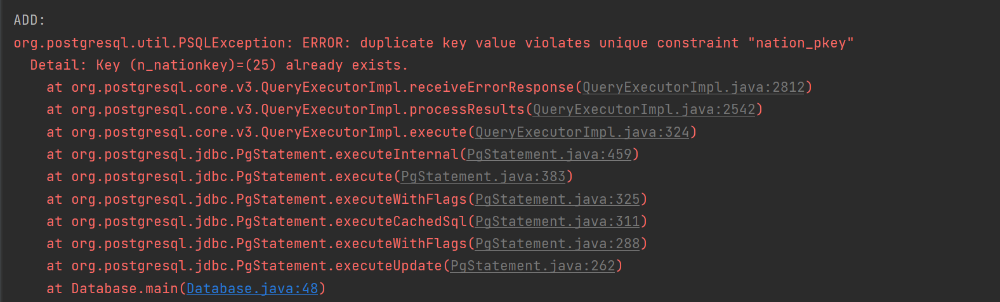 ADD:
org.postgresql.util.PSQLException: ERROR: duplicate key value violates unique constraint "nation_pkey"
Detail: Key (n_nationkey)=(25) already exists.
at org.postgresql.core.v3.QueryExecutorImpl.receiveErrorResponse(QueryExecutorImpl.java:2812)
at org.postgresql.core.v3.QueryExecutorImpl.processResults(QueryExecutorImpl.java:2542)
at org.postgresql.core.v3.QueryExecutorImpl.execute(QueryExecutorImpl.java:324)
at org.postgresql.jdbc.PgStatement.executeInternal(PgStatement.java:459)
at org.postgresql.jdbc.PgStatement.execute(PgStatement.java:383)
at org.postgresql.jdbc.PgStatement.executeWithFlags(PgStatement.java:325)
at org.postgresql.jdbc.PgStatement.executeCachedSql(PgStatement.java:311)
at org.postgresql.jdbc.PgStatement.executeWithFlags(PgStatement.java:288)
at org.postgresql.jdbc.PgStatement.executeUpdate(PgStatement.java:262)
at Database.main(Database.java:48)